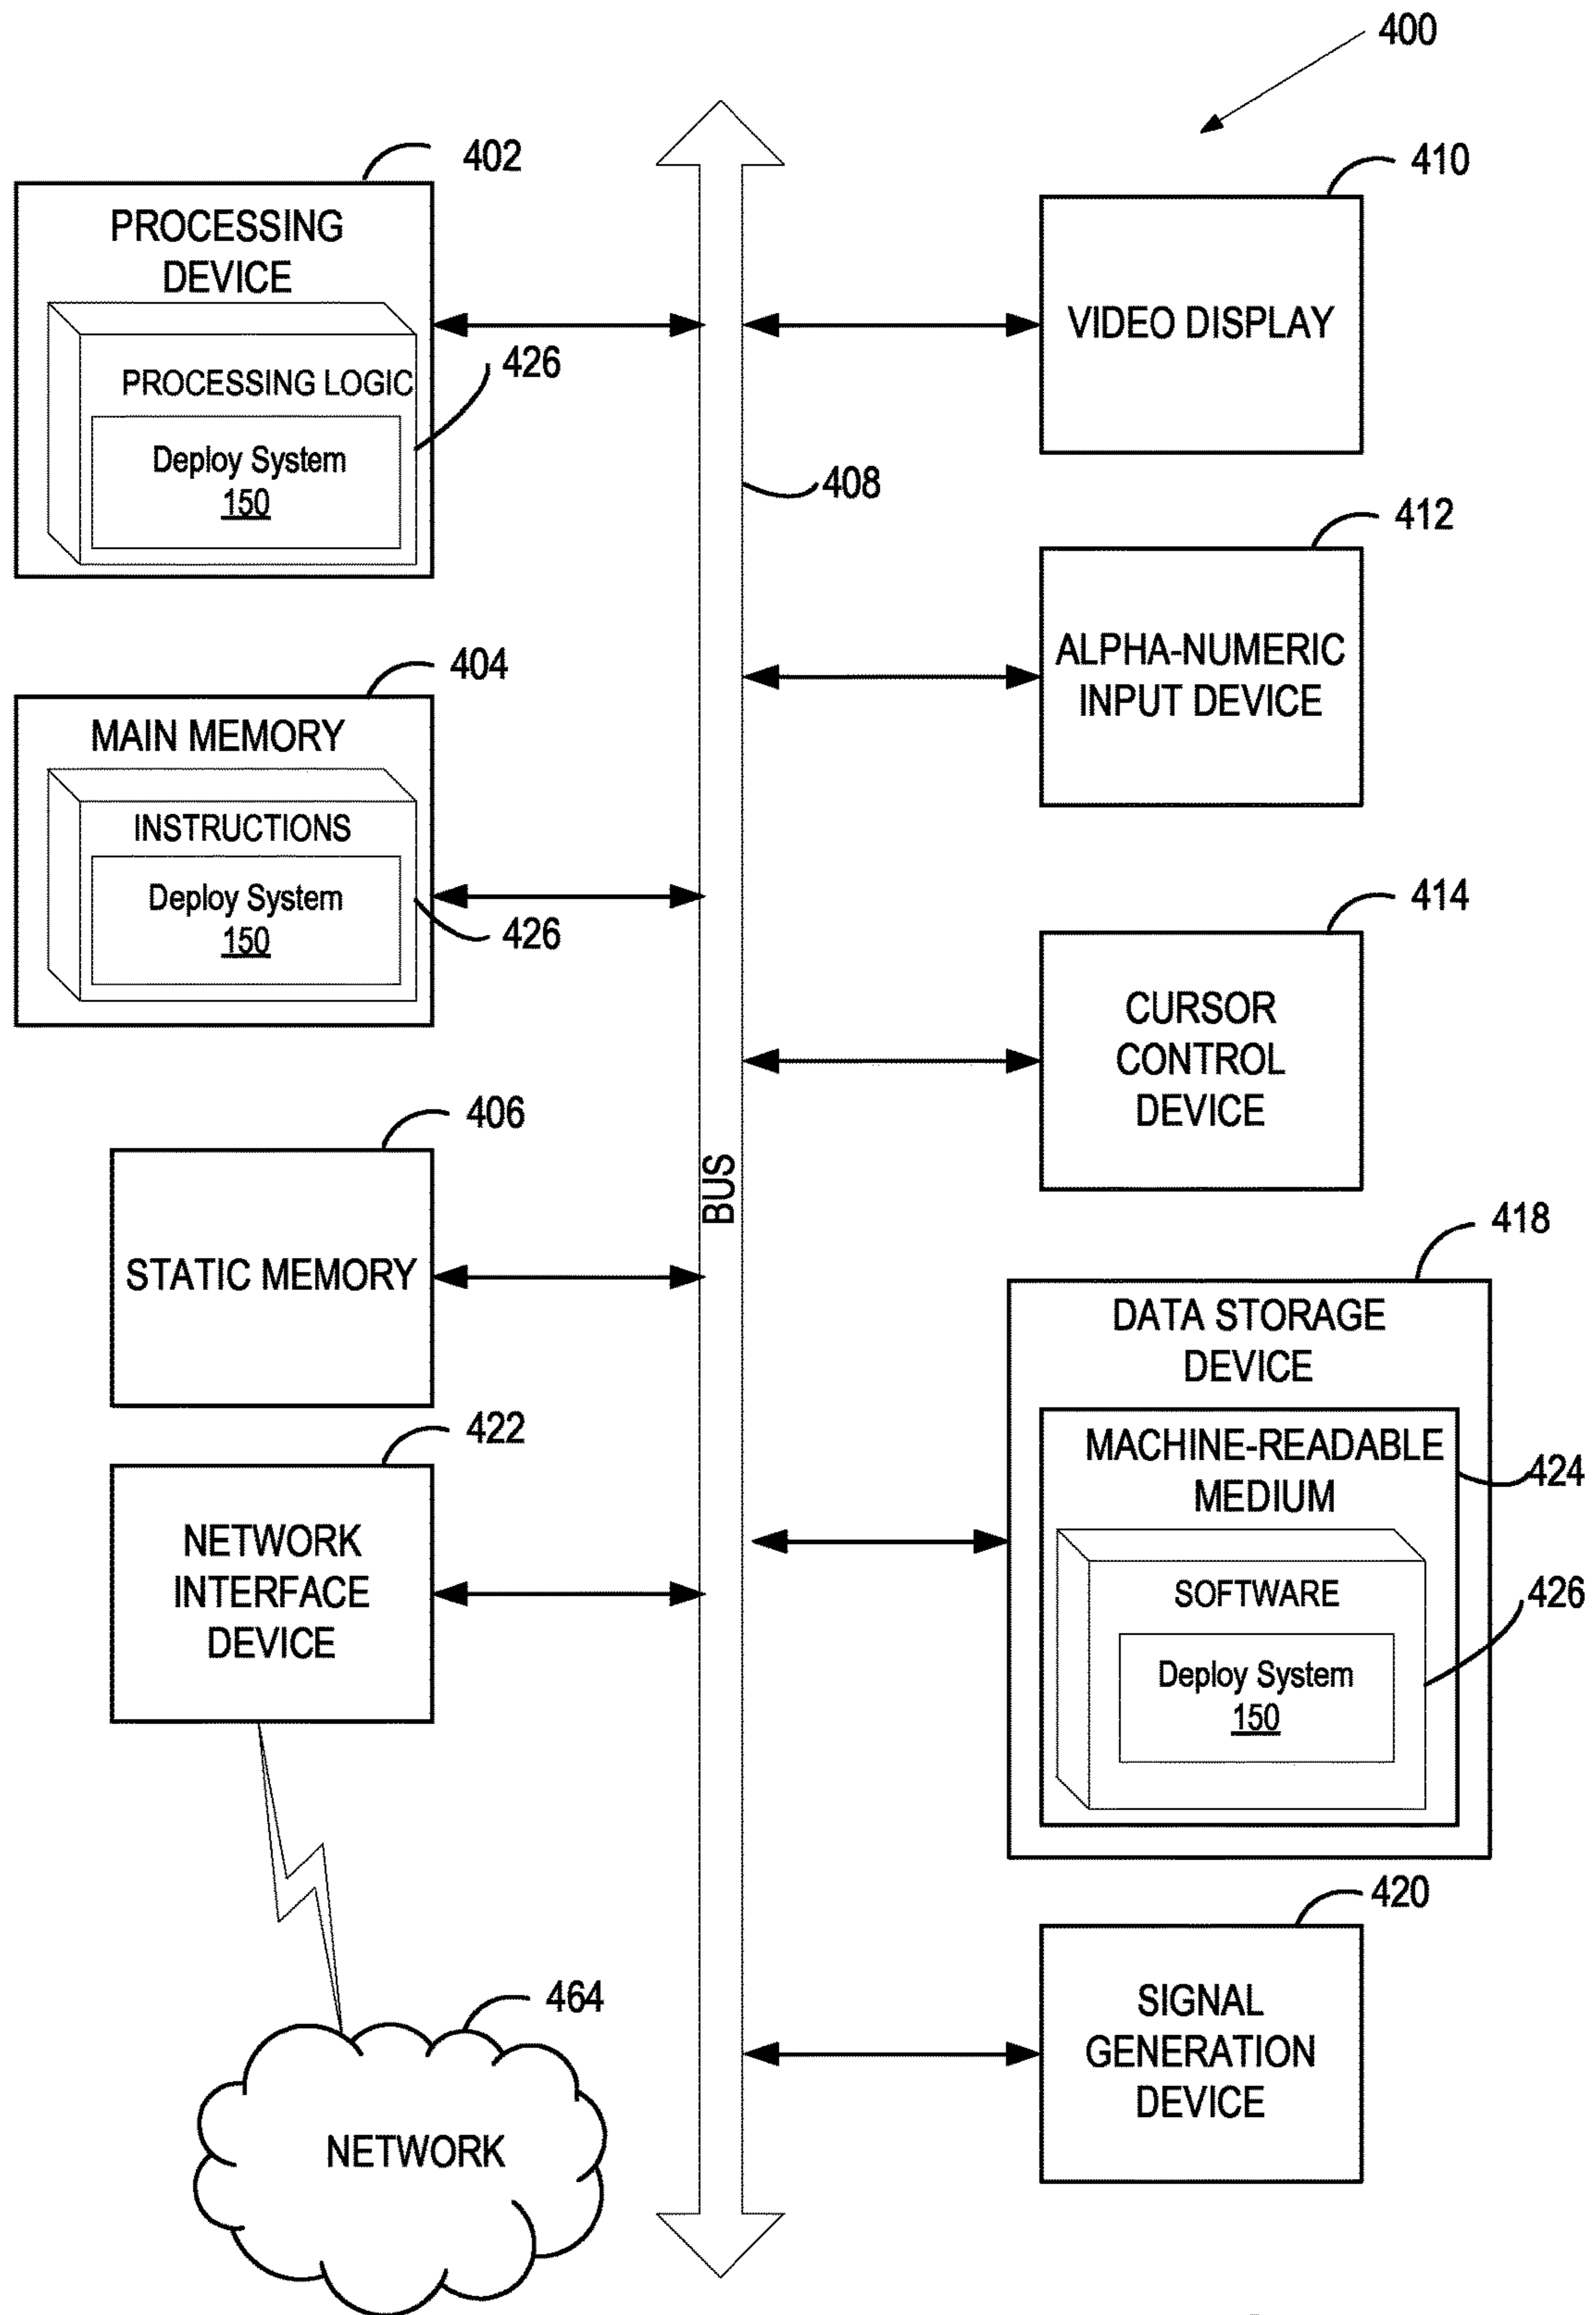 400
402
PROCESSING
DEVICE
PROCESSING LOGIC
426
Deploy System
150
404
MAIN MEMORY
INSTRUCTIONS
Deploy System
150
426
406
STATIC MEMORY
422
NETWORK
INTERFACE
DEVICE
464
NETWORK
408
BUS
410
VIDEO DISPLAY
412
ALPHA-NUMERIC
INPUT DEVICE
414
CURSOR
CONTROL
DEVICE
418
DATA STORAGE
DEVICE
MACHINE-READABLE
MEDIUM
424
SOFTWARE
426
Deploy System
150
420
SIGNAL
GENERATION
DEVICE